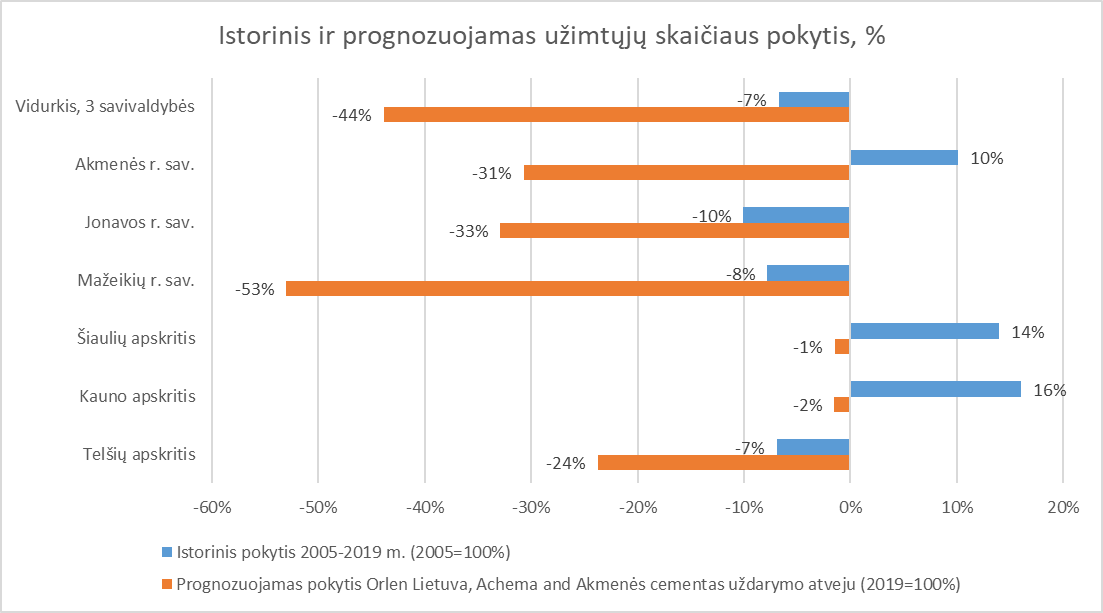 Istorinis ir prognozuojamas užimtųjų skaičiaus pokytis, %
Vidurkis, 3 savivaldybės
-7%
-44%
Akmenės r. sav.
10%
-31%
Jonavos r. sav.
-10%
-33%
Mažeikių r. sav.
-8%
-53%
Šiaulių apskritis
14%
-1%
Kauno apskritis
16%
-2%
Telšių apskritis
-7%
-24%
-60% -50% -40% -30% -20% -10% 0% 10% 20%
Istorinis pokytis 2005-2019 m. (2005=100%)
Prognozuojamas pokytis Orlen Lietuva, Achema and Akmenės cementas uždarymo atveju (2019=100%)